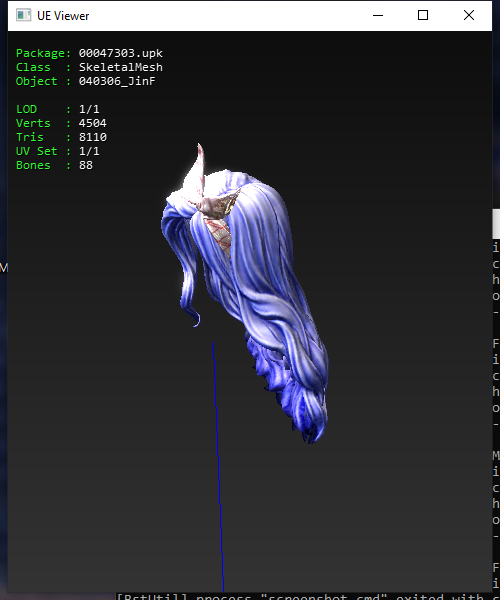 UE Viewer
Package: 00047303.upk
Class : SkeletalMesh
Object : 040306_JinF
LOD : 1/1
Verts : 4504
Tris : 8110
UV Set : 1/1
Bones : 88
M
i
c
h
o
-
F
i
c
h
o
-
M
i
c
h
o
-
F
i
[BstUtil] process "screenshot.cmd" exited with c